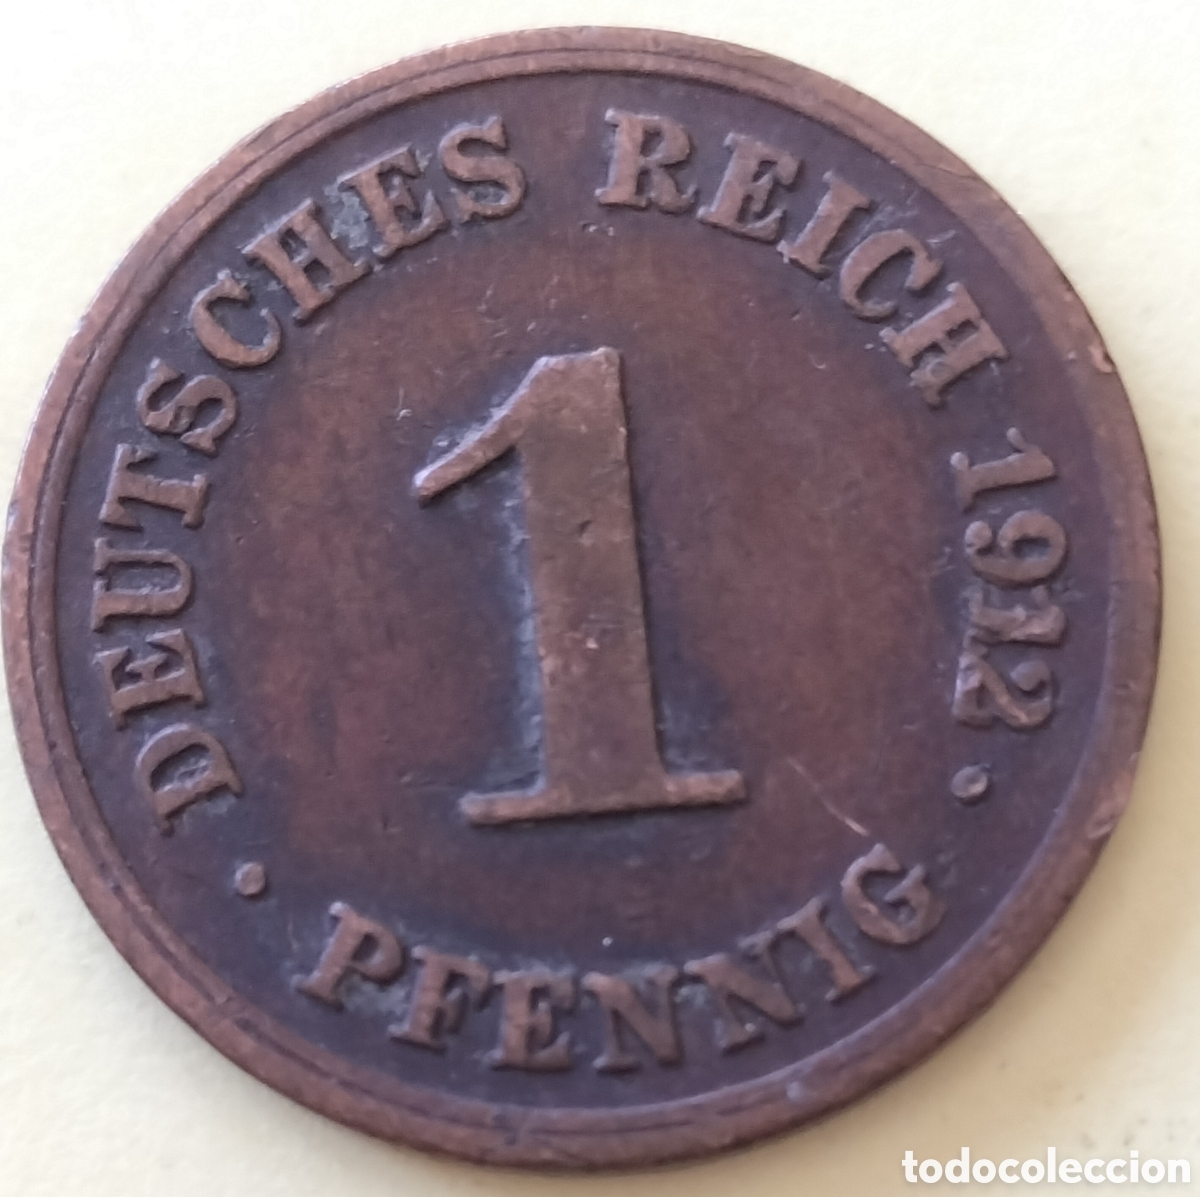 DEUTSCHES REICH 1912
1
PFENNIG
todocoleccion